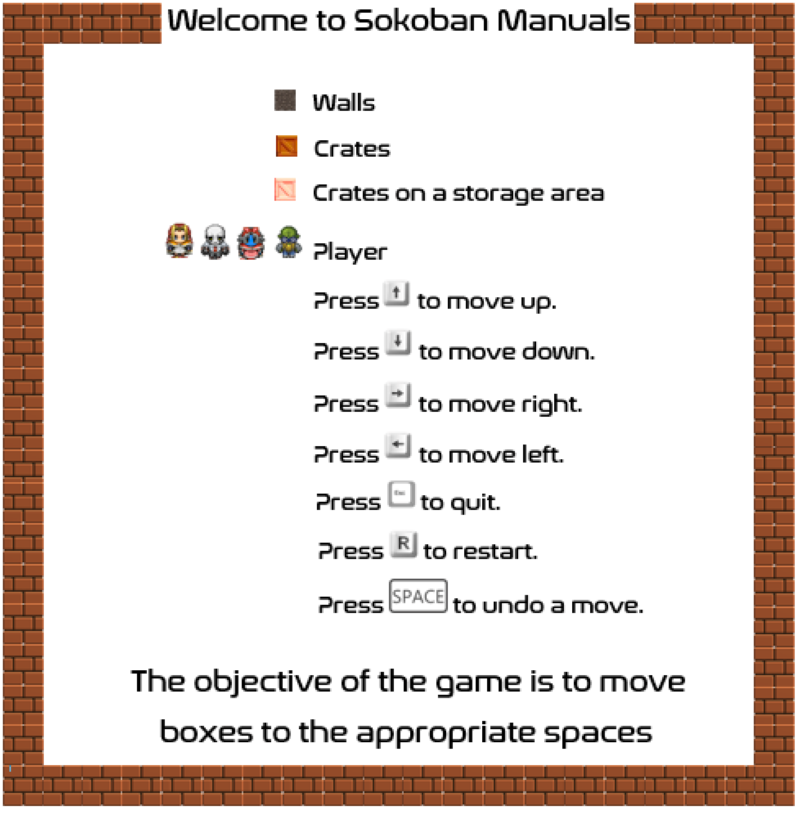 Welcome to Sokoban Manuals
Walls
Crates
Crates on a storage area
Player
Press ↑ to move up.
Press ↓ to move down.
Press → to move right.
Press ← to move left.
Press Esc to quit.
Press R to restart.
Press SPACE to undo a move.
The objective of the game is to move
boxes to the appropriate spaces